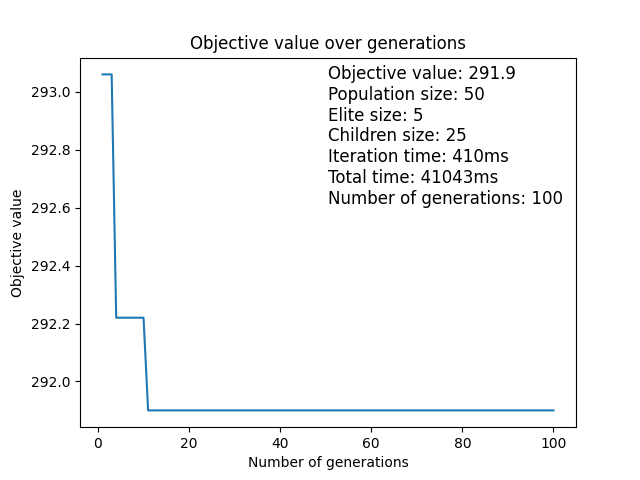 Objective value over generations
Objective value: 291.9
Population size: 50
Elite size: 5
Children size: 25
Iteration time: 410ms
Total time: 41043ms
Number of generations: 100
Objective value
293.0
292.8
292.6
292.4
292.2
292.0
0 20 40 60 80 100
Number of generations